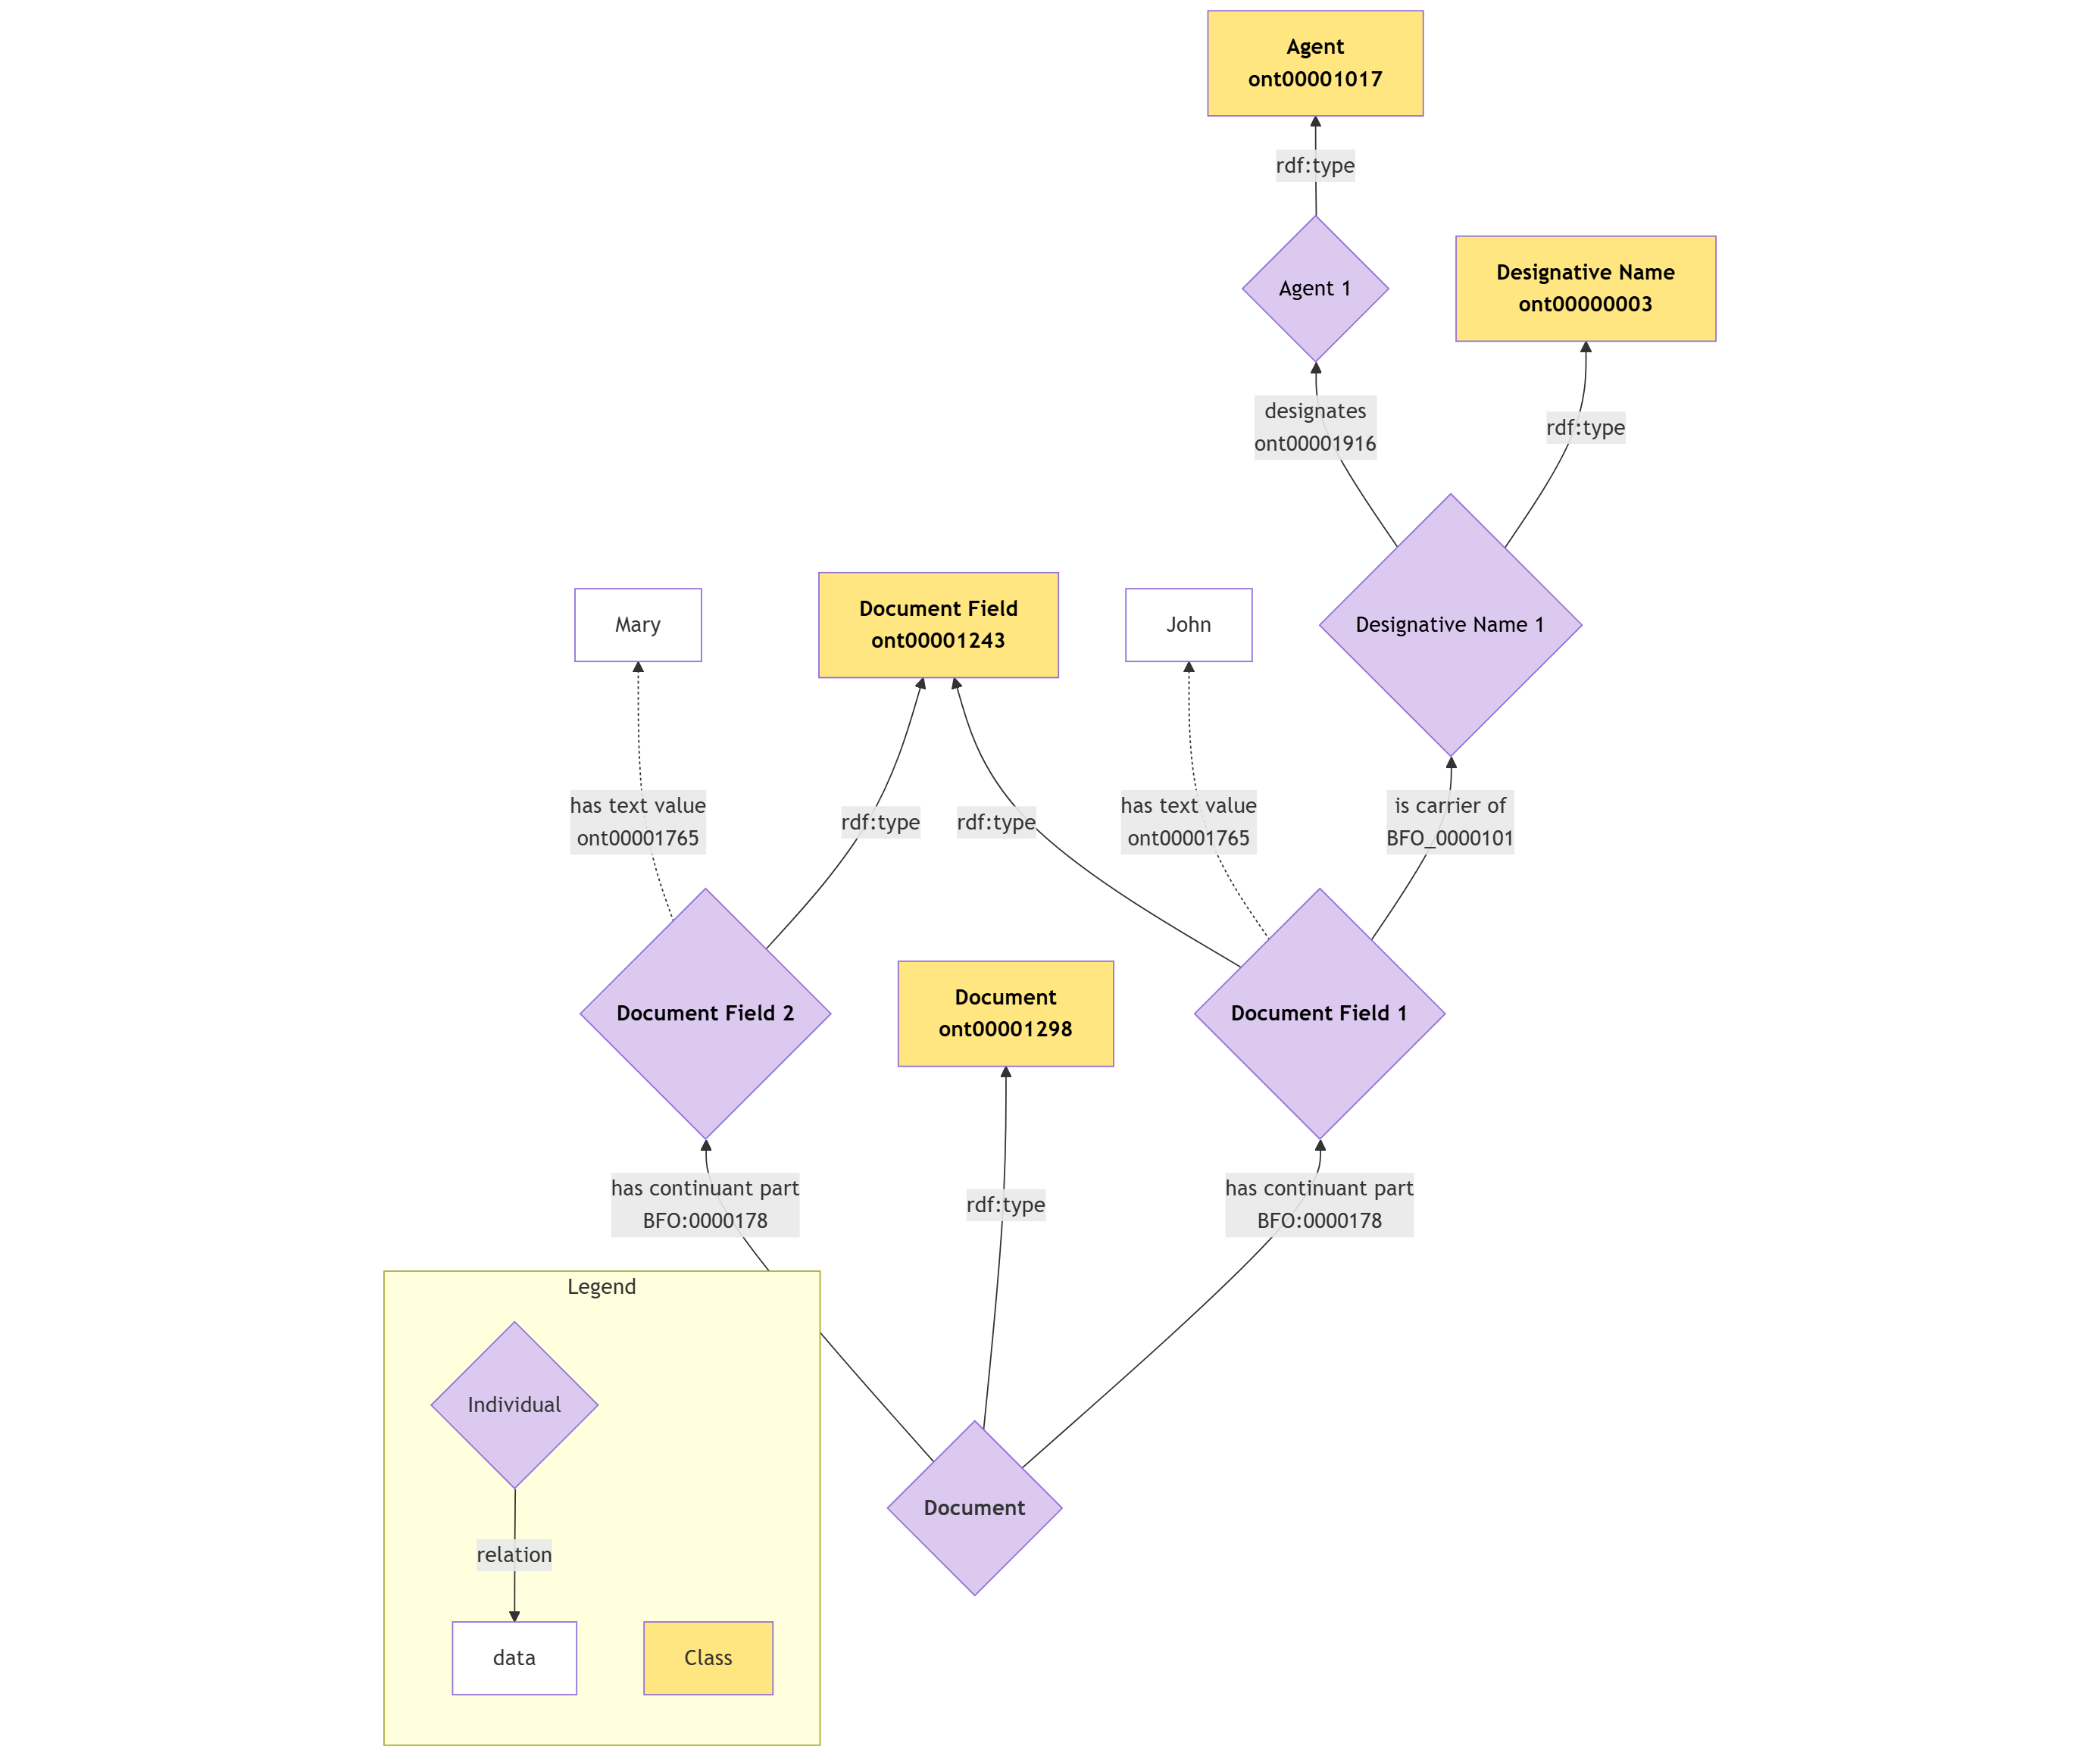 Agent
ont00001017
rdf:type
Agent 1
Designative Name
ont00000003
designates
ont00001916
rdf:type
Mary
Document Field
ont00001243
John
Designative Name 1
has text value
ont00001765
rdf:type
rdf:type
has text value
ont00001765
is carrier of
BFO_0000101
Document Field 2
Document
ont00001298
Document Field 1
has continuant part
BFO:0000178
rdf:type
has continuant part
BFO:0000178
Legend
Individual
relation
data
Class
Document